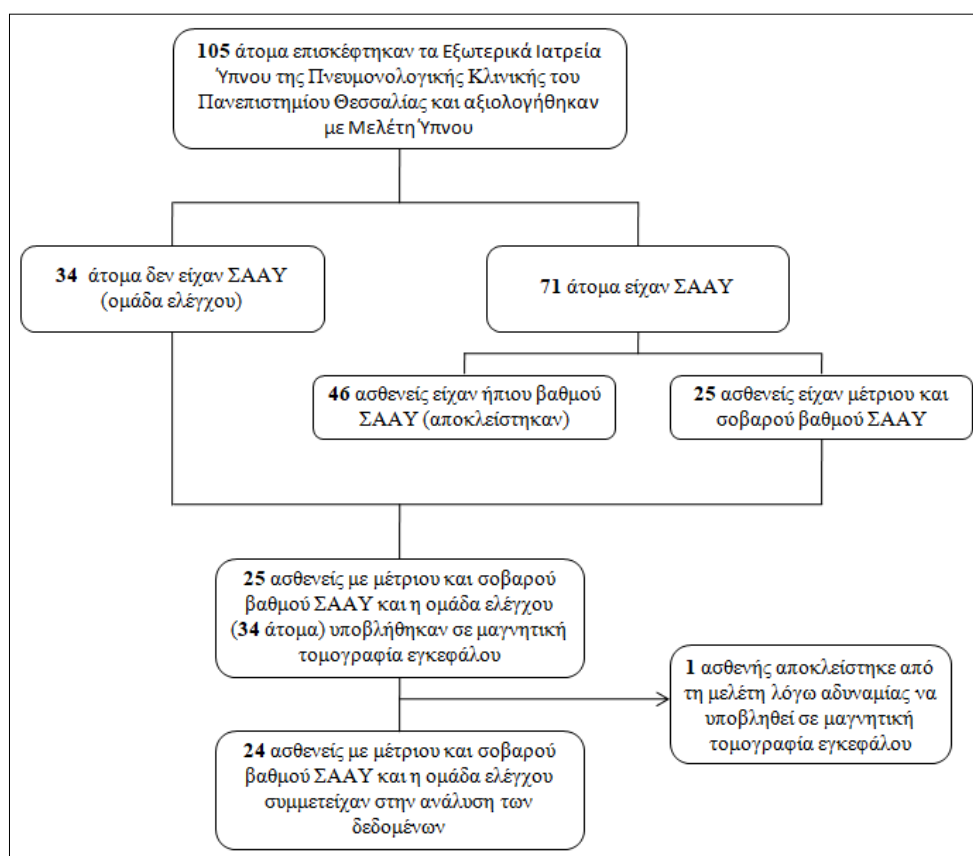 105 άτομα επισκέφτηκαν τα Εξωτερικά Ιατρεία
Ύπνου της Πνευμονολογικής Κλινικής του
Πανεπιστημίου Θεσσαλίας και αξιολογήθηκαν
με Μελέτη Ύπνου
34 άτομα δεν είχαν ΣΑΑΥ
(ομάδα ελέγχου)
71 άτομα είχαν ΣΑΑΥ
46 ασθενείς είχαν ήπιου βαθμού
ΣΑΑΥ (αποκλείστηκαν)
25 ασθενείς είχαν μέτριου και
σοβαρού βαθμού ΣΑΑΥ
25 ασθενείς με μέτριου και σοβαρού
βαθμού ΣΑΑΥ και η ομάδα ελέγχου
(34 άτομα) υποβλήθηκαν σε μαγνητική
τομογραφία εγκεφάλου
1 ασθενής αποκλείστηκε από
τη μελέτη λόγω αδυναμίας να
υποβληθεί σε μαγνητική
τομογραφία εγκεφάλου
24 ασθενείς με μέτριου και σοβαρού
βαθμού ΣΑΑΥ και η ομάδα ελέγχου
συμμετείχαν στην ανάλυση των
δεδομένων